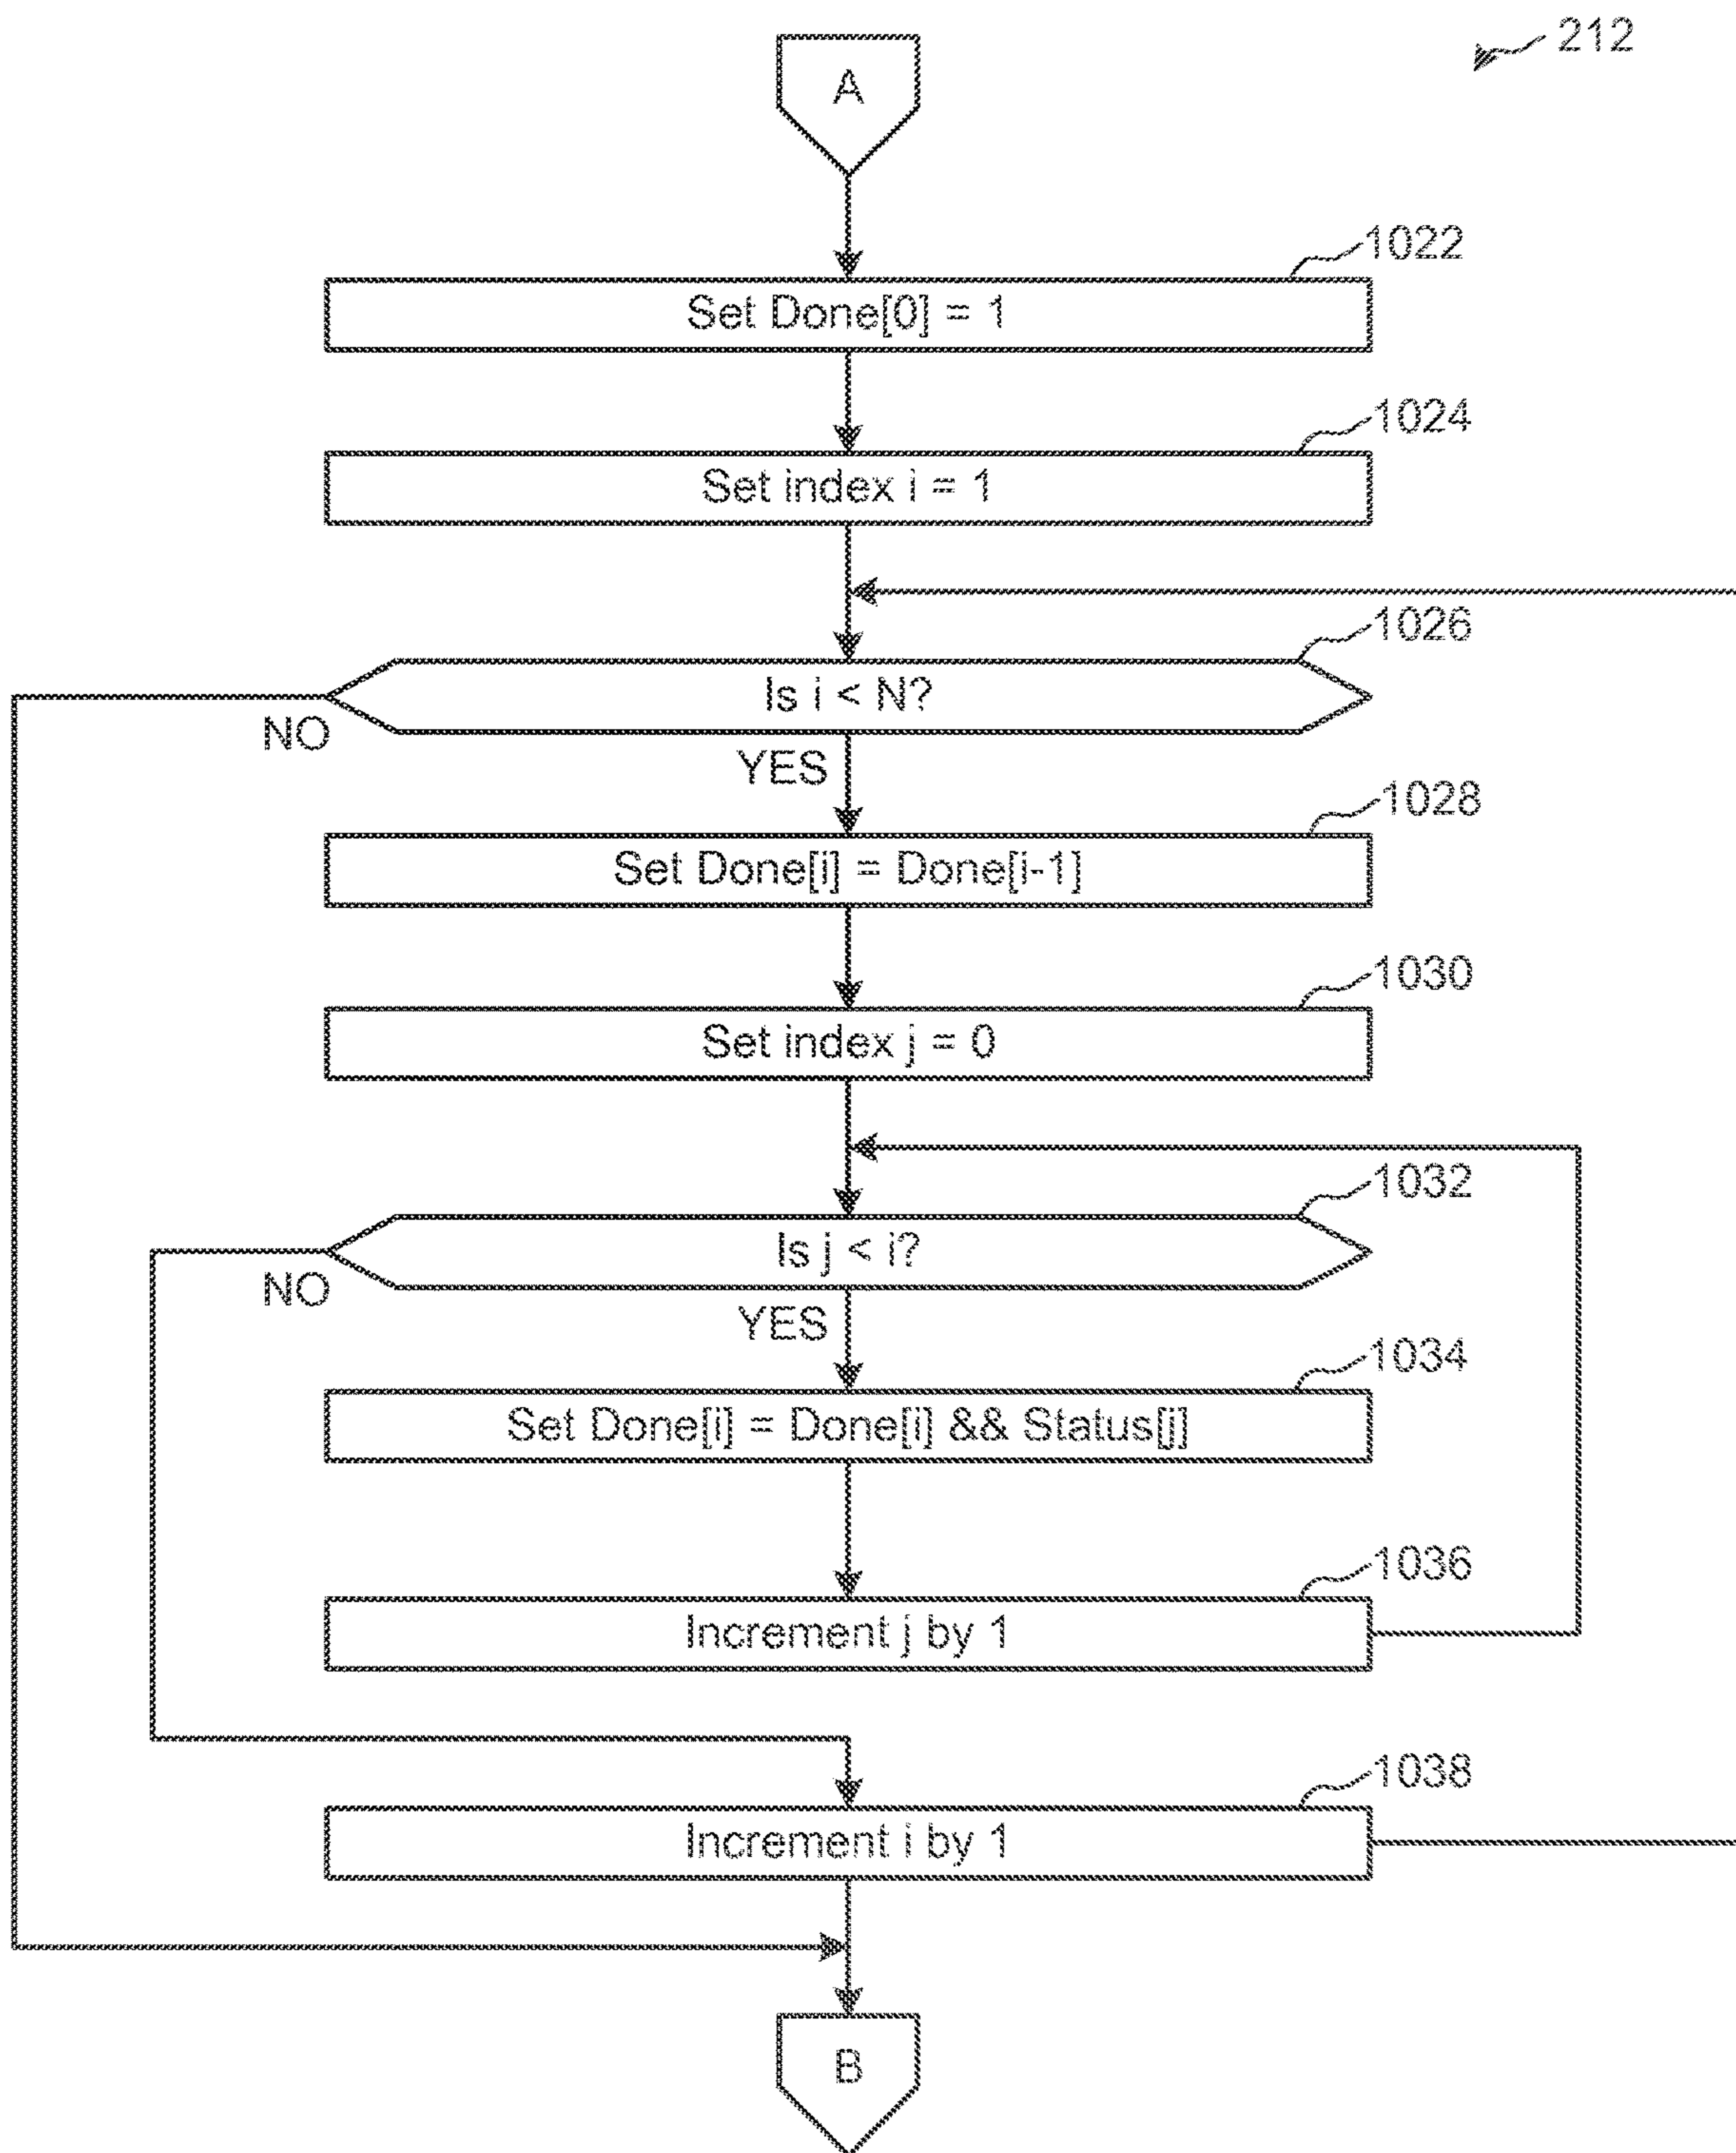 212
A
1022
Set Done[0] = 1
1024
Set index i = 1
1026
Is i < N?
NO
YES
1028
Set Done[i] = Done[i-1]
1030
Set index j = 0
1032
Is j < i?
NO
YES
1034
Set Done[i] = Done[i] && Status[j]
1036
Increment j by 1
1038
Increment i by 1
B